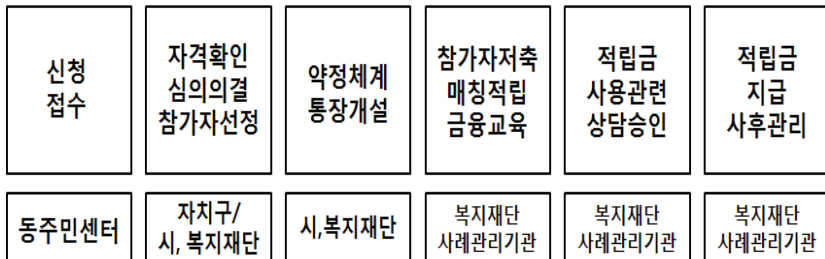 신청
접수
자격확인
심의의결
참가자선정
약정체계
통장개설
참가자저축
매칭적립
금융교육
적립금
사용관련
상담승인
적립금
지급
사후관리
동주민센터
자치구/
시, 복지재단
시,복지재단
복지재단
사례관리기관
복지재단
사례관리기관
복지재단
사례관리기관